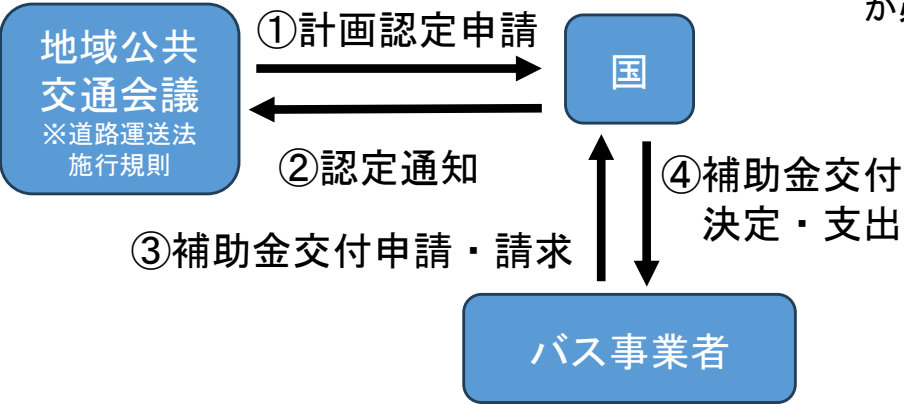 地域公共
交通会議
※道路運送法
施行規則
①計画認定申請
国
②認定通知
③補助金交付申請・請求
④補助金交付
決定・支出
バス事業者